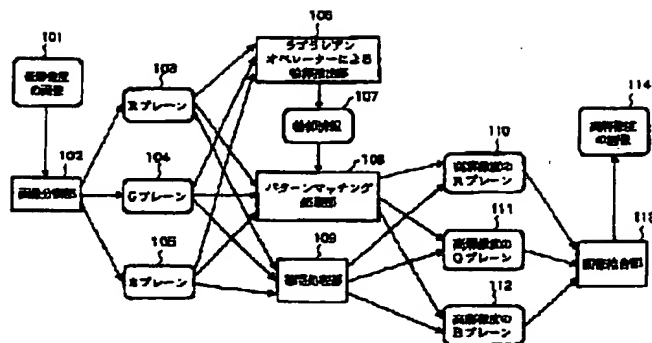 101
低解像度
の画像
102
画像分割部
103
Rプレーン
104
Gプレーン
105
Bプレーン
106
ラプラシアン
オペレーターによる
輪郭抽出部
107
輪郭情報
108
パターンマッチング
処理部
109
補間処理部
110
高解像度の
Rプレーン
111
高解像度の
Gプレーン
112
高解像度の
Bプレーン
113
画像結合部
114
高解像度
の画像